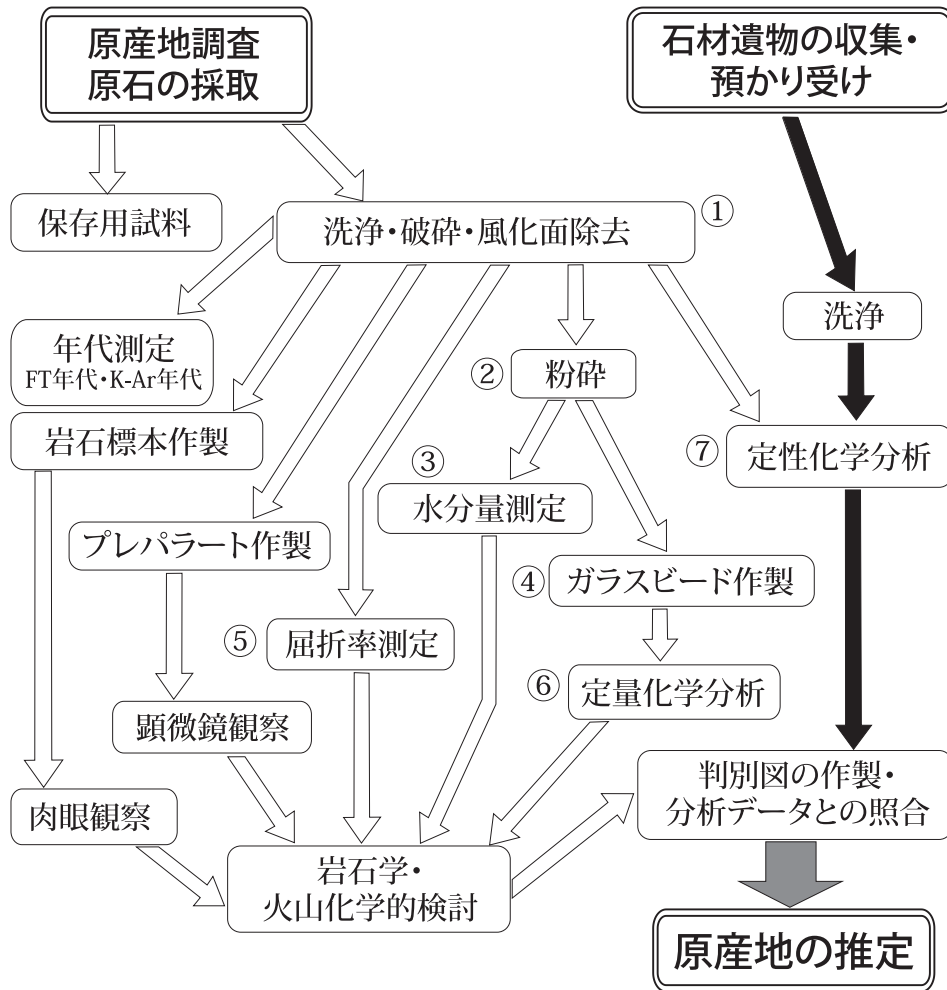 原産地調査
原石の採取
石材遺物の収集・
預かり受け
保存用試料
洗浄・破砕・風化面除去
①
洗浄
年代測定
FT年代・K-Ar年代
②
粉砕
岩石標本作製
③
⑦
定性化学分析
水分量測定
プレパラート作製
④
ガラスビード作製
⑤
屈折率測定
⑥
定量化学分析
顕微鏡観察
肉眼観察
判別図の作製・
分析データとの照合
岩石学・
火山化学的検討
原産地の推定